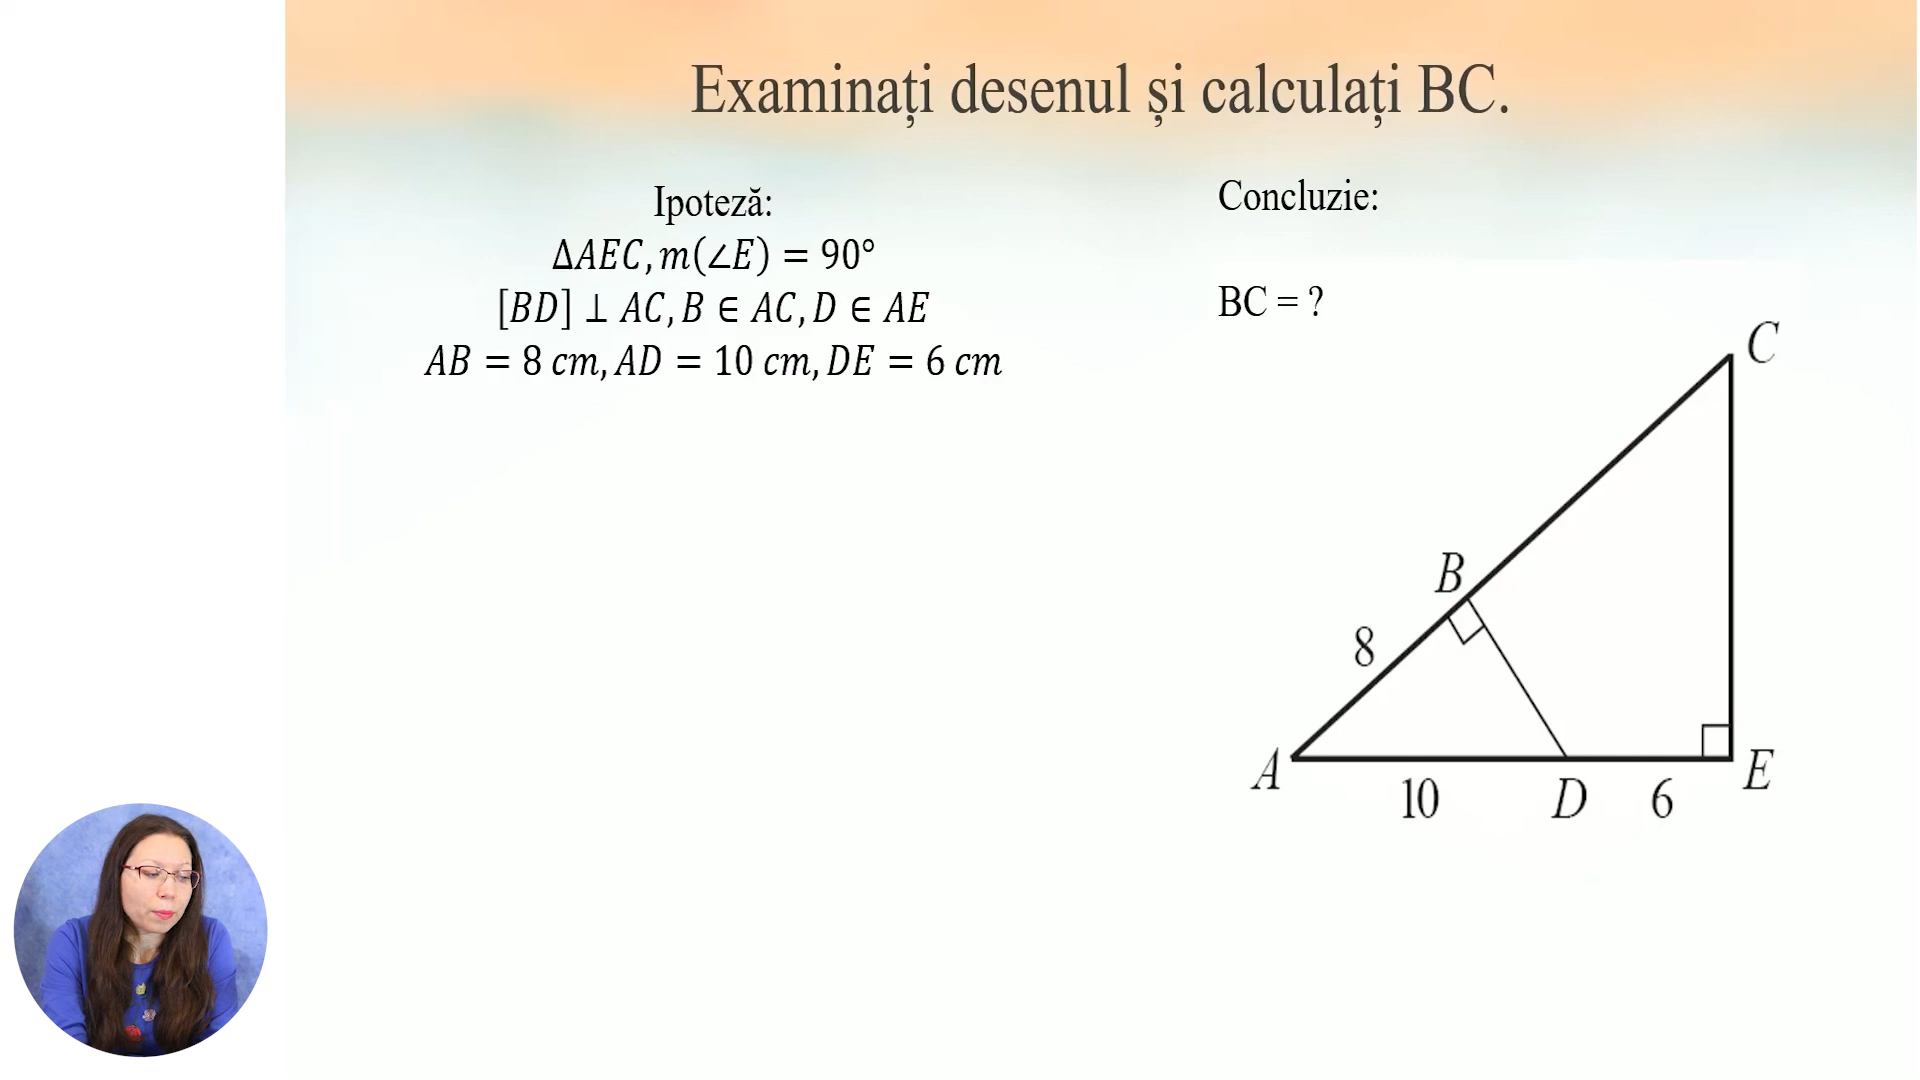 Examinați desenul și calculați BC.
Ipoteză:
ΔAEC, m(∠E) = 90°
[BD] ⊥ AC, B ∈ AC, D ∈ AE
AB = 8 cm, AD = 10 cm, DE = 6 cm
Concluzie:
BC = ?
C
B
8
A
E
10
D
6